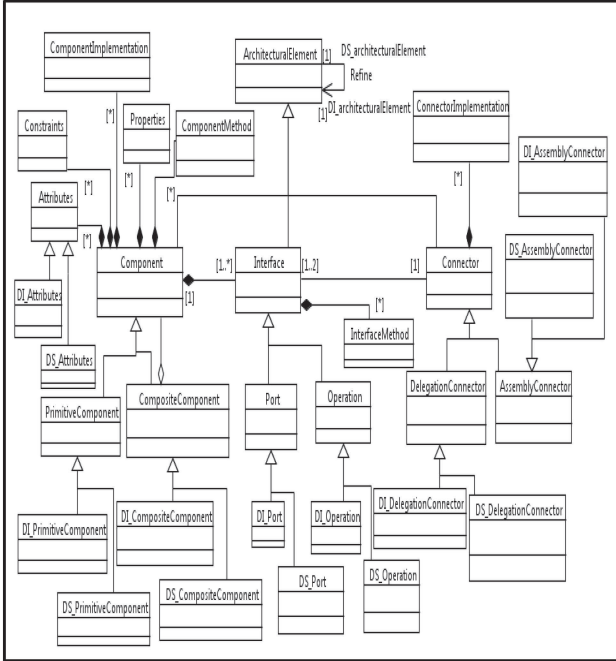 ComponentImplementation
ArchitecturalElement
[1]
DS_architecturalElement
Refine
[1]
DI_architecturalElement
Constraints
[*]
Properties
ComponentMethod
ConnectorImplementation
DI_AssemblyConnector
[*]
[*]
[*]
[*]
Attributes
[*]
DS_AssemblyConnector
Component
[1..*]
Interface
[1..2]
[1]
Connector
[1]
[*]
DI_Attributes
InterfaceMethod
DS_Attributes
PrimitiveComponent
CompositeComponent
Port
Operation
DelegationConnector
AssemblyConnector
DI_PrimitiveComponent
DI_CompositeComponent
DI_Port
DI_Operation
DI_DelegationConnector
DS_DelegationConnector
DS_PrimitiveComponent
DS_CompositeComponent
DS_Port
DS_Operation